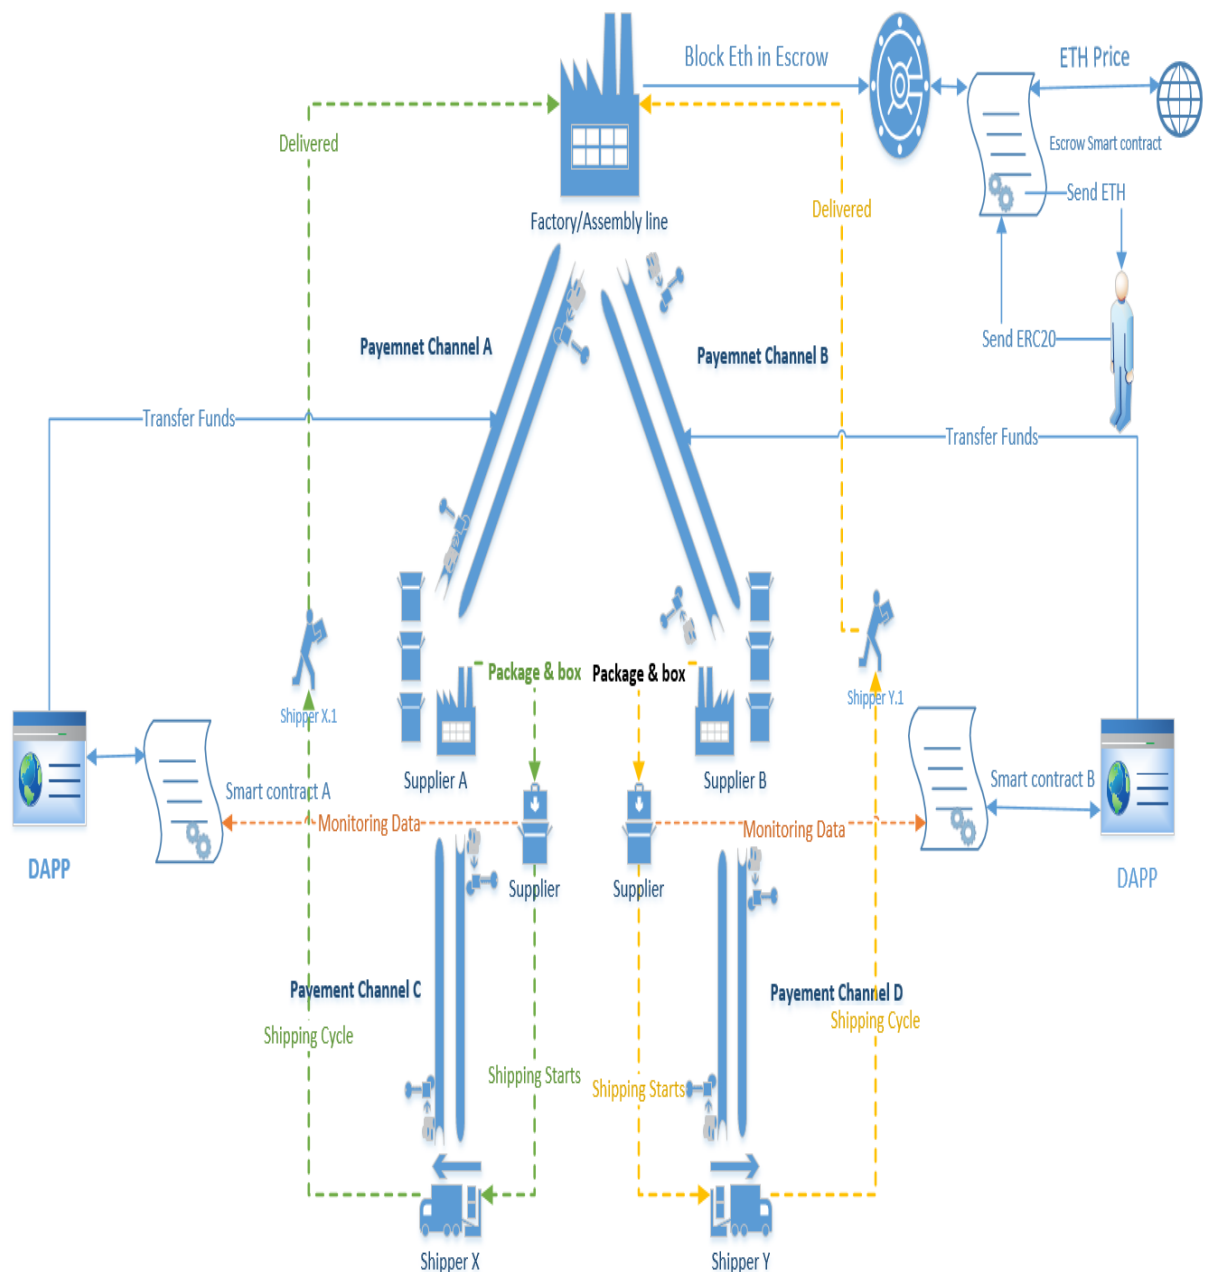 Block Eth in Escrow
ETH Price
Delivered
Escrow Smart contract
Send ETH
Delivered
Factory/Assembly line
Send ERC20
Payemnet Channel A
Payemnet Channel B
Transfer Funds
Transfer Funds
Package & box
Package & box
Shipper X.1
Shipper Y.1
Supplier A
Supplier B
Smart contract A
Smart contract B
Monitoring Data
Monitoring Data
DAPP
DAPP
Supplier
Supplier
Payement Channel C
Payement Channel D
Shipping Cycle
Shipping Cycle
Shipping Starts
Shipping Starts
Shipper X
Shipper Y